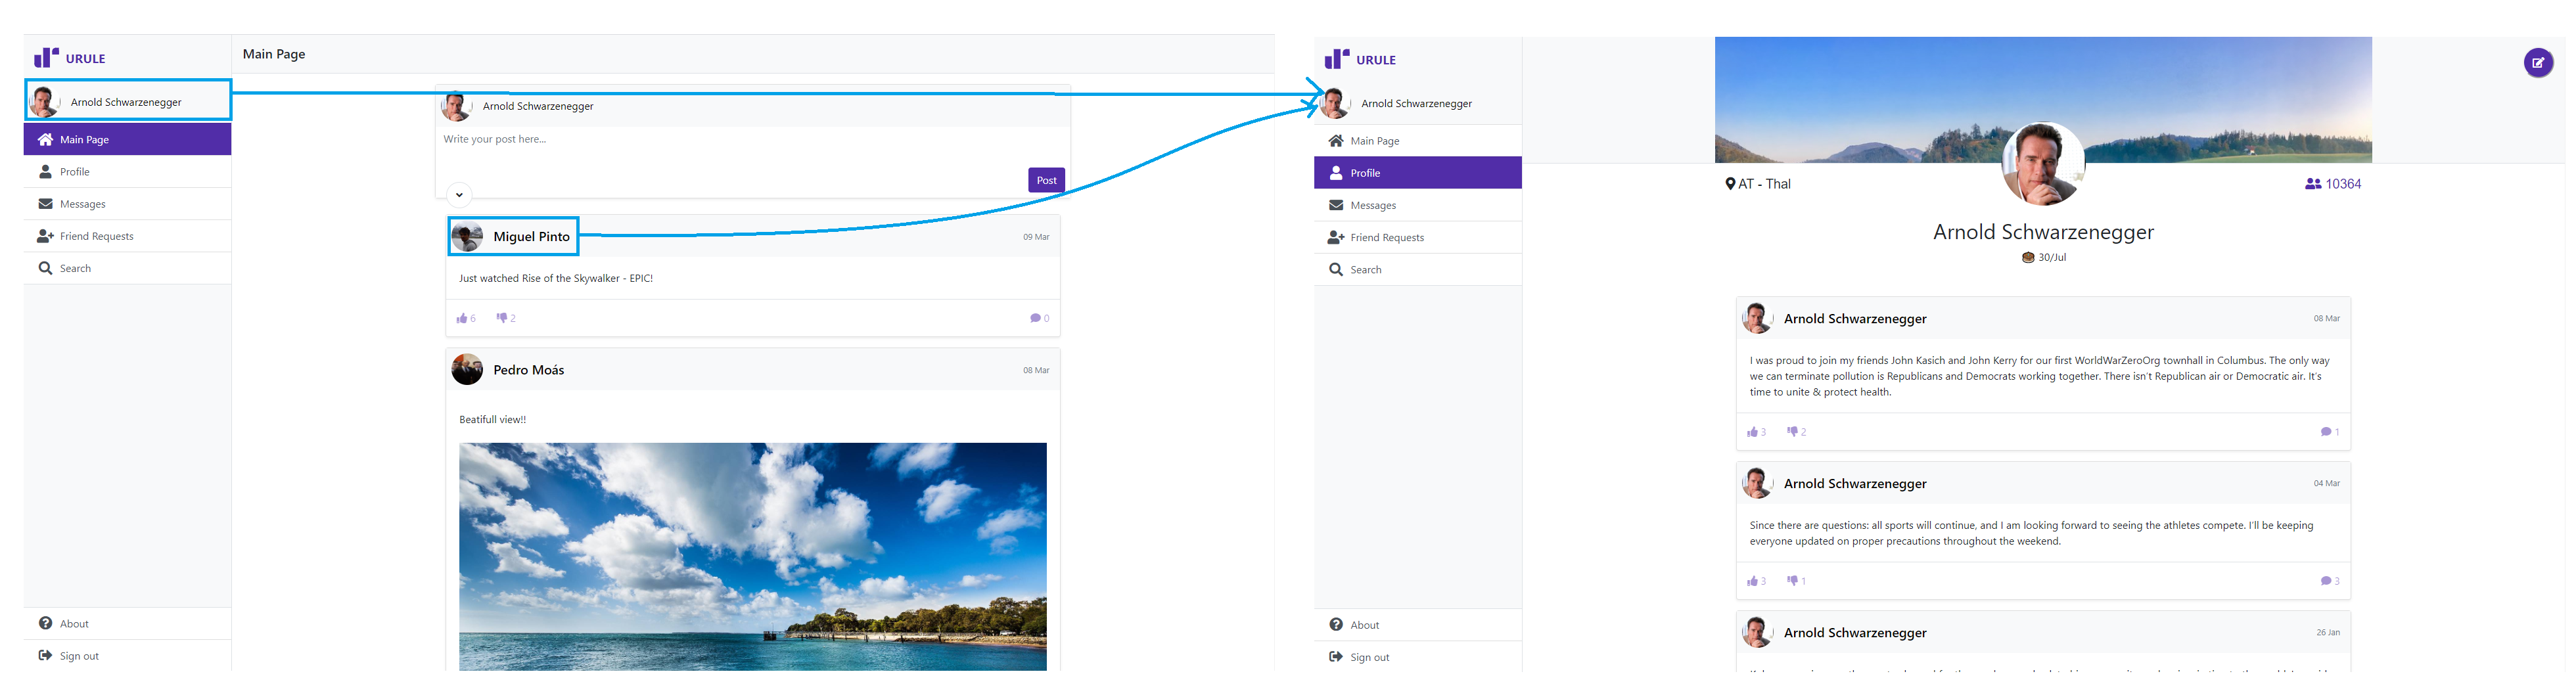 URULE
Main Page
Arnold Schwarzenegger
Main Page
Profile
Messages
Friend Requests
Search
About
Sign out
Arnold Schwarzenegger
Write your post here...
Post
Miguel Pinto
09 Mar
Just watched Rise of the Skywalker - EPIC!
6
2
0
Pedro Moás
08 Mar
Beatifull view!!
URULE
Arnold Schwarzenegger
Main Page
Profile
Messages
Friend Requests
Search
About
Sign out
AT - Thal
10364
Arnold Schwarzenegger
30/Jul
Arnold Schwarzenegger
08 Mar
I was proud to join my friends John Kasich and John Kerry for our first WorldWarZeroOrg townhall in Columbus. The only way
we can terminate pollution is Republicans and Democrats working together. There isn't Republican air or Democratic air. It's
time to unite & protect health.
3
2
1
Arnold Schwarzenegger
04 Mar
Since there are questions: all sports will continue, and I am looking forward to seeing the athletes compete. I'll be keeping
everyone updated on proper precautions throughout the weekend.
3
1
3
Arnold Schwarzenegger
26 Jan